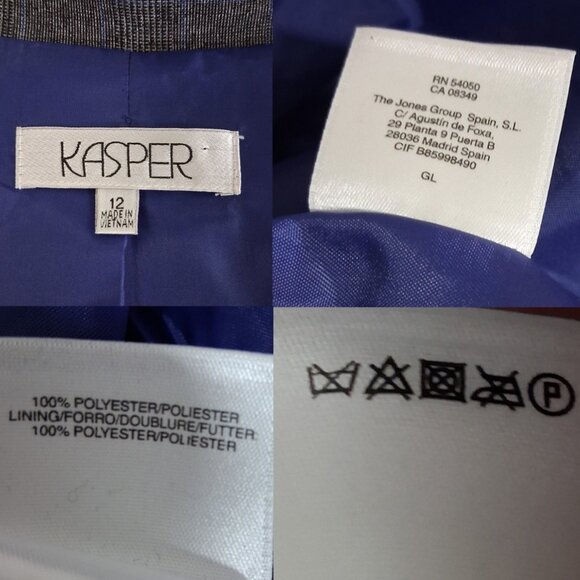 KASPER
12
MADE IN
VIETNAM
RN 54050
CA 08349
The Jones Group Spain, S.L.
C/ Agustín de Foxa,
29 Planta 9 Puerta B
28036 Madrid Spain
CIF B85998490
GL
100% POLYESTER/POLIESTER
LINING/FORRO/DOUBLURE/FUTTER:
100% POLYESTER/POLIESTER
P